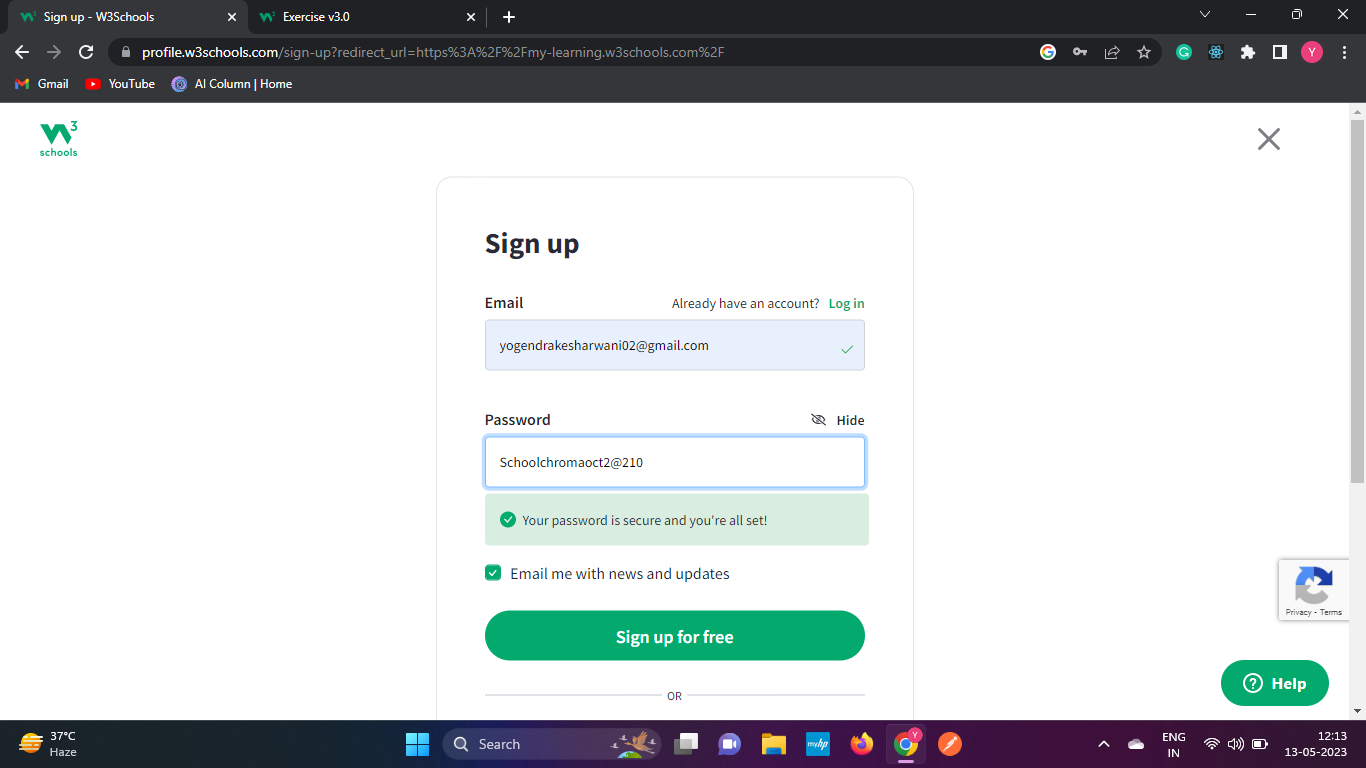 Sign up - W3Schools
Exercise v3.0
profile.w3schools.com/sign-up?redirect_url=https%3A%2F%2Fmy-learning.w3schools.com%2F
Y
Gmail
YouTube
AI Column | Home
W3
schools
Sign up
Email
Already have an account? Log in
yogendrakesharwani02@gmail.com
Password
Hide
Schoolchromaoct2@210
Your password is secure and you're all set!
Email me with news and updates
Privacy - Terms
Sign up for free
Help
OR
37°C
Haze
Search
myhp
Y
ENG
IN
12:13
13-05-2023